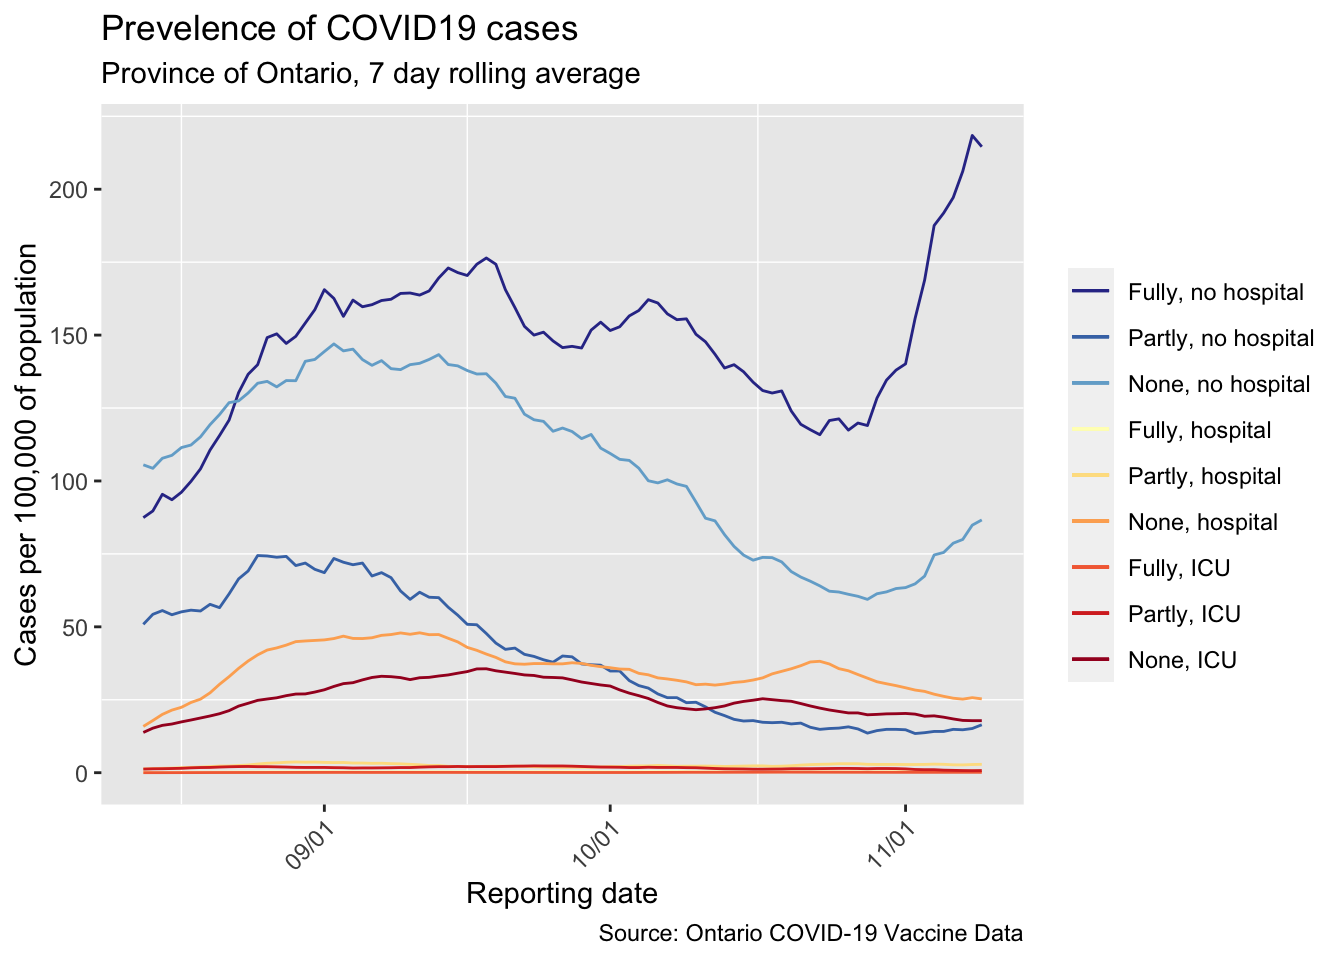 Prevelence of COVID19 cases
Province of Ontario, 7 day rolling average
Cases per 100,000 of population
200
150
100
50
0
09/01
10/01
11/01
Reporting date
Fully, no hospital
Partly, no hospital
None, no hospital
Fully, hospital
Partly, hospital
None, hospital
Fully, ICU
Partly, ICU
None, ICU
Source: Ontario COVID-19 Vaccine Data